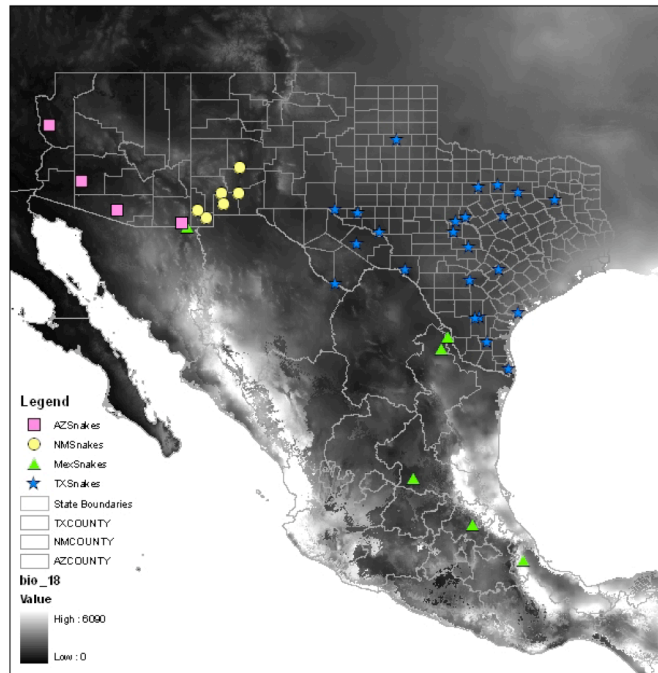 Legend
AZSnakes
NMSnakes
MexSnakes
TXSnakes
State Boundaries
TXCOUNTY
NMCOUNTY
AZCOUNTY
bio_18
Value
High : 6090
Low : 0